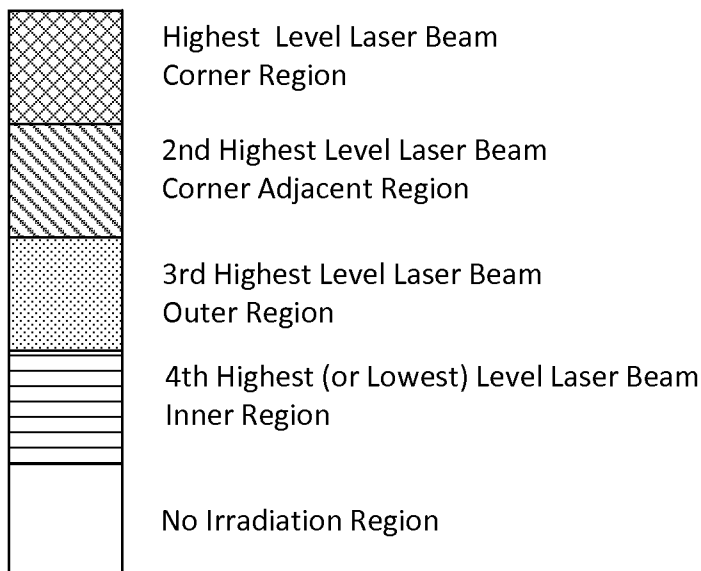 Highest Level Laser Beam
Corner Region
2nd Highest Level Laser Beam
Corner Adjacent Region
3rd Highest Level Laser Beam
Outer Region
4th Highest (or Lowest) Level Laser Beam
Inner Region
No Irradiation Region